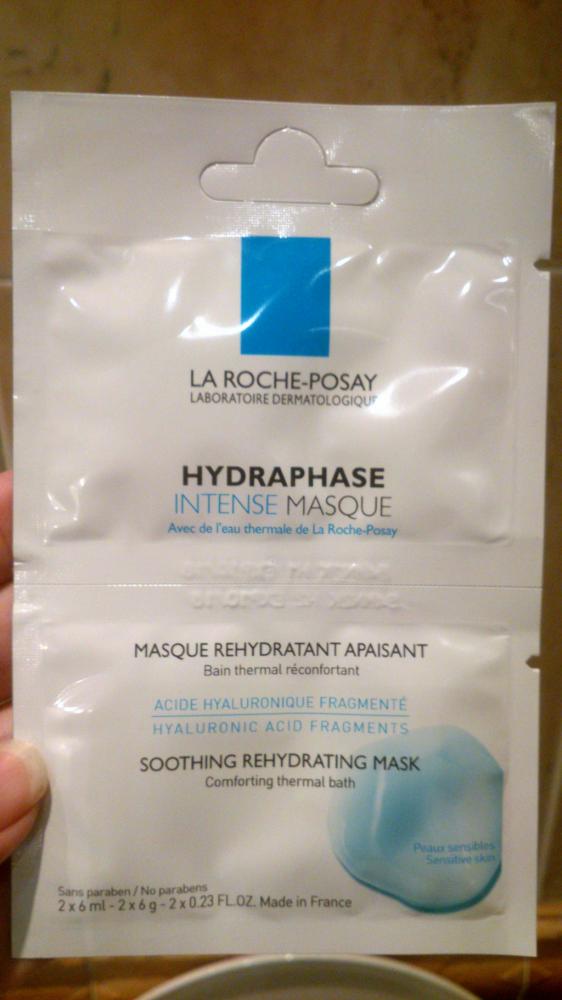 LA ROCHE-POSAY
LABORATOIRE DERMATOLOGIQUE
HYDRAPHASE
INTENSE MASQUE
Avec de l'eau thermale de La Roche-Posay
MASQUE REHYDRATANT APAISANT
Bain thermal réconfortant
ACIDE HYALURONIQUE FRAGMENTÉ
HYALURONIC ACID FRAGMENTS
SOOTHING REHYDRATING MASK
Comforting thermal bath
Peaux sensibles
Sensitive skin
Sans paraben / No parabens
2 x 6 ml - 2 x 6 g - 2 x 0.23 FL.OZ. Made in France